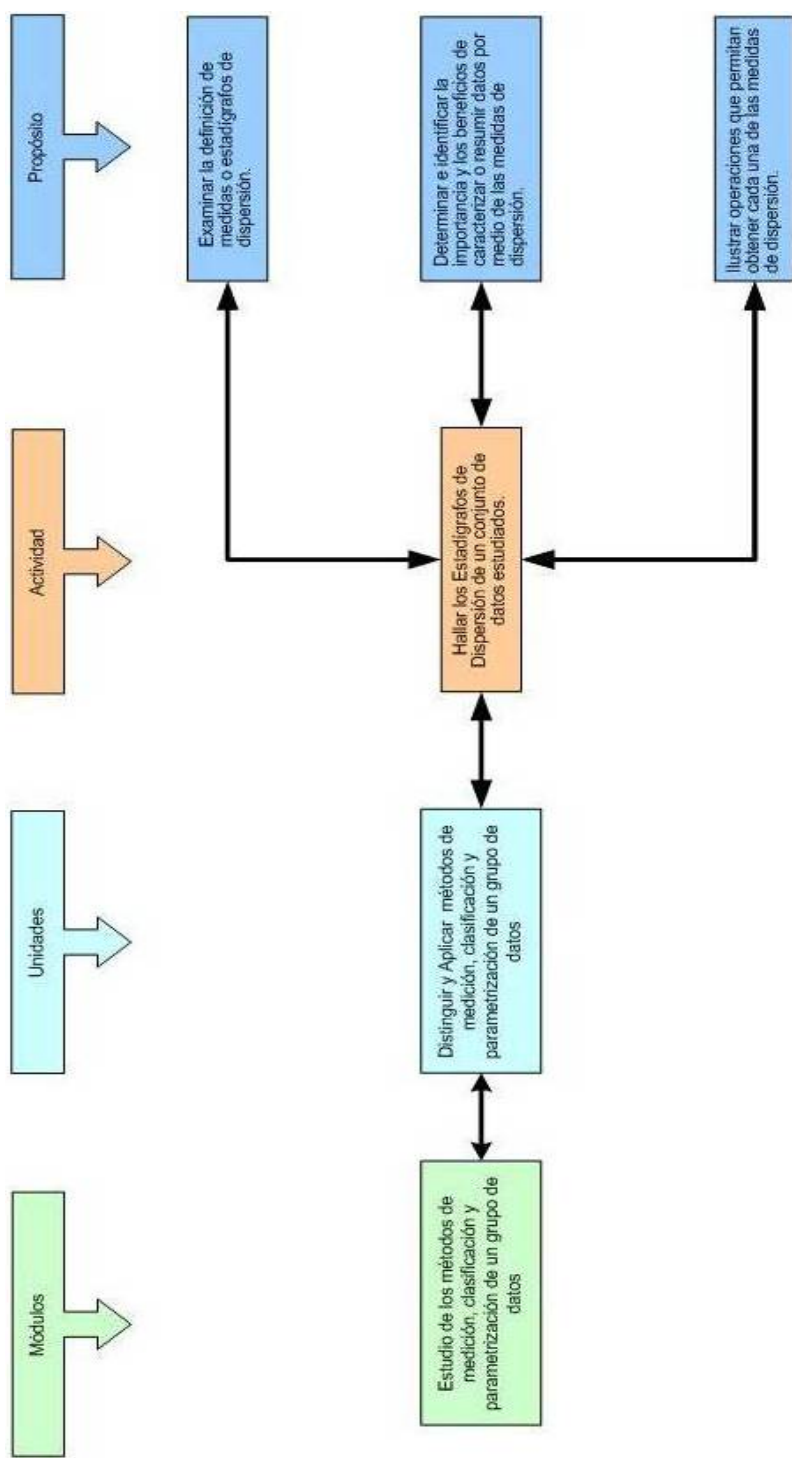 Módulos
Unidades
Actividad
Propósito
Estudio de los métodos de
medición, clasificación y
parametrización de un grupo de
datos
Distinguir y Aplicar métodos de
medición, clasificación y
parametrización de un grupo de
datos
Hallar los Estadígrafos de
Dispersión de un conjunto de
datos estudiados.
Examinar la definición de
medidas o estadígrafos de
dispersión.
Determinar e identificar la
importancia y los beneficios de
caracterizar o resumir datos por
medio de las medidas de
dispersión.
Ilustrar operaciones que permitan
obtener cada una de las medidas
de dispersión.